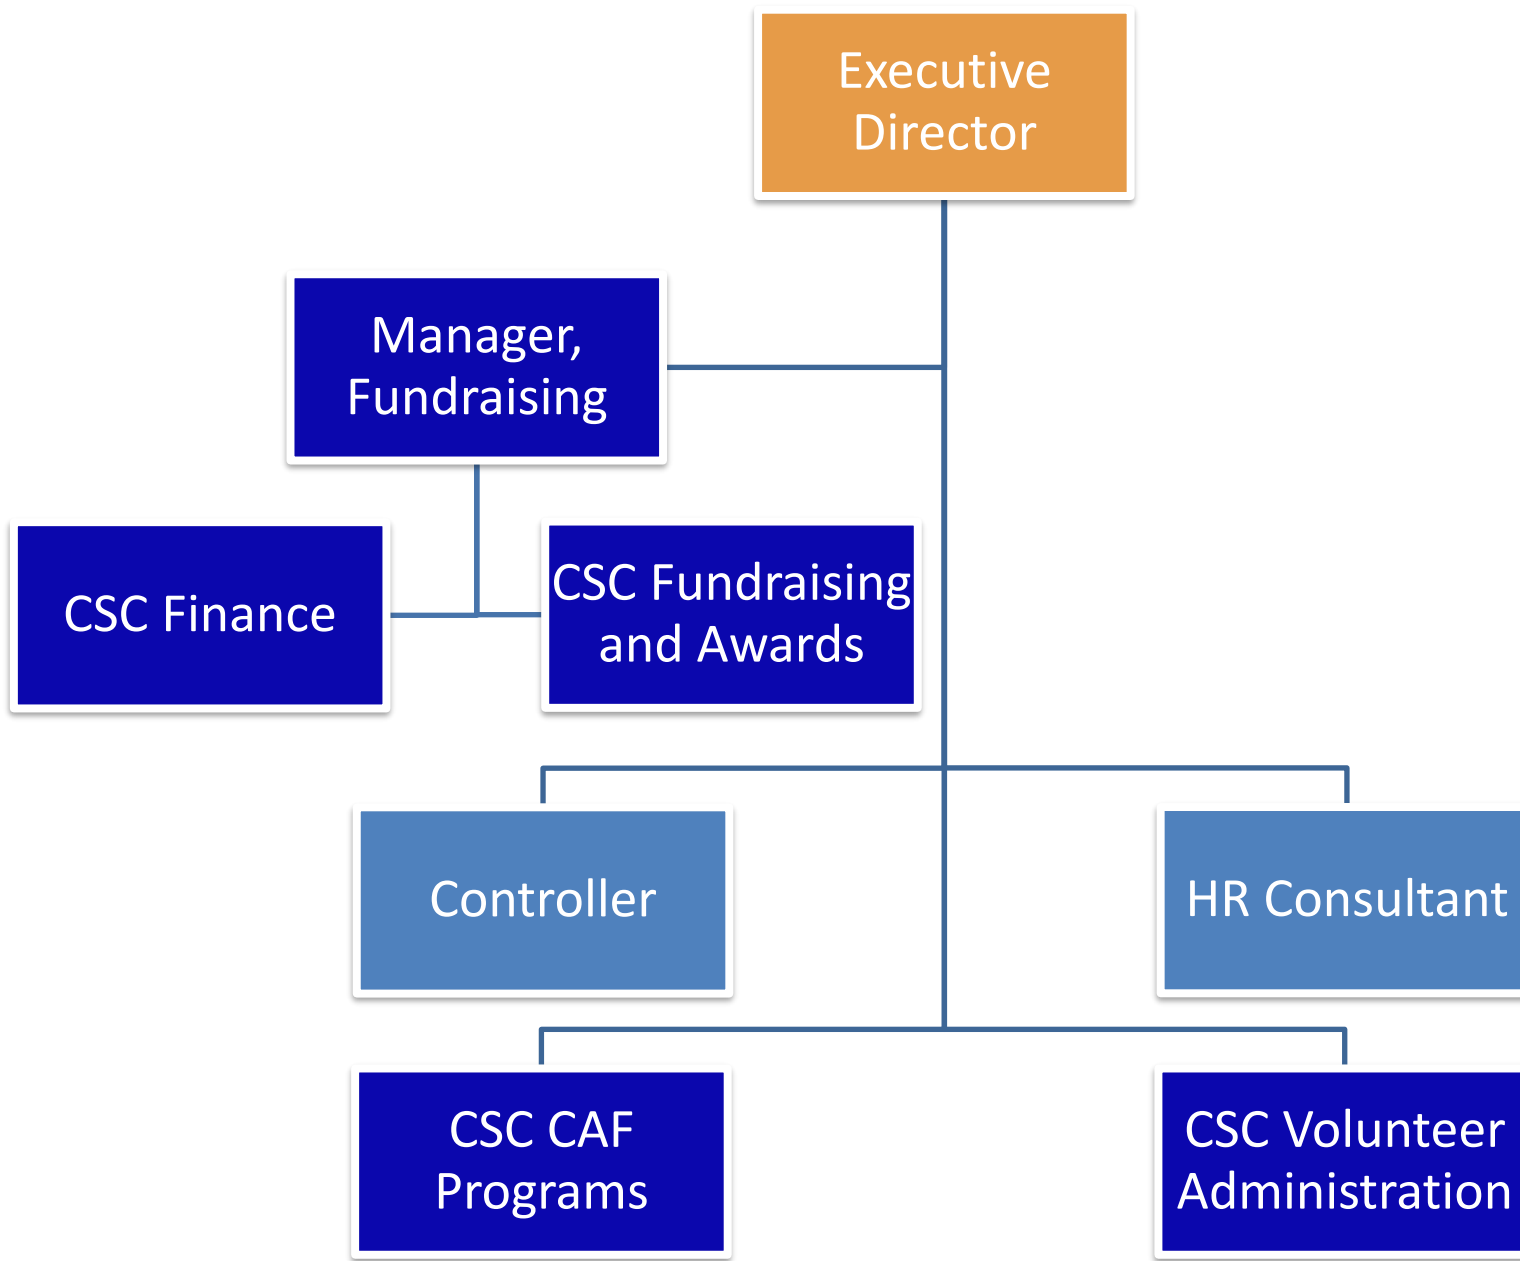 Executive
Director
Manager,
Fundraising
CSC Finance
CSC Fundraising
and Awards
Controller
HR Consultant
CSC CAF
Programs
CSC Volunteer
Administration